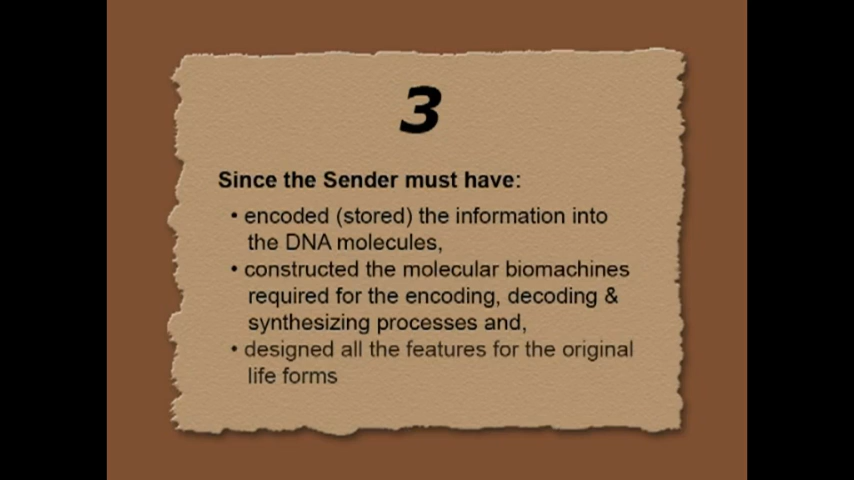 3
Since the Sender must have:
• encoded (stored) the information into
the DNA molecules,
• constructed the molecular biomachines
required for the encoding, decoding &
synthesizing processes and,
• designed all the features for the original
life forms